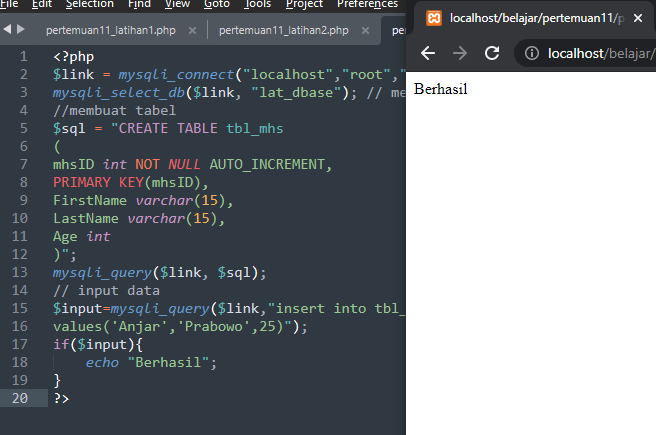 File Edit Selection Find View Goto Tools Project Preferences
pertemuan11_latihan1.php
pertemuan11_latihan2.php
localhost/belajar/pertemuan11/
localhost/belajar/
Berhasil
1 <?php
2 $link = mysqli_connect("localhost","root","
3 mysqli_select_db($link, "lat_dbase"); //
4 //membuat tabel
5 $sql = "CREATE TABLE tbl_mhs
6 (
7 mhsID int NOT NULL AUTO_INCREMENT,
8 PRIMARY KEY(mhsID),
9 FirstName varchar(15),
10 LastName varchar(15),
11 Age int
12 )";
13 mysqli_query($link, $sql);
14 // input data
15 $input=mysqli_query($link,"insert into tbl_
16 values('Anjar','Prabowo',25)");
17 if($input){
18 echo "Berhasil";
19 }
20 ?>